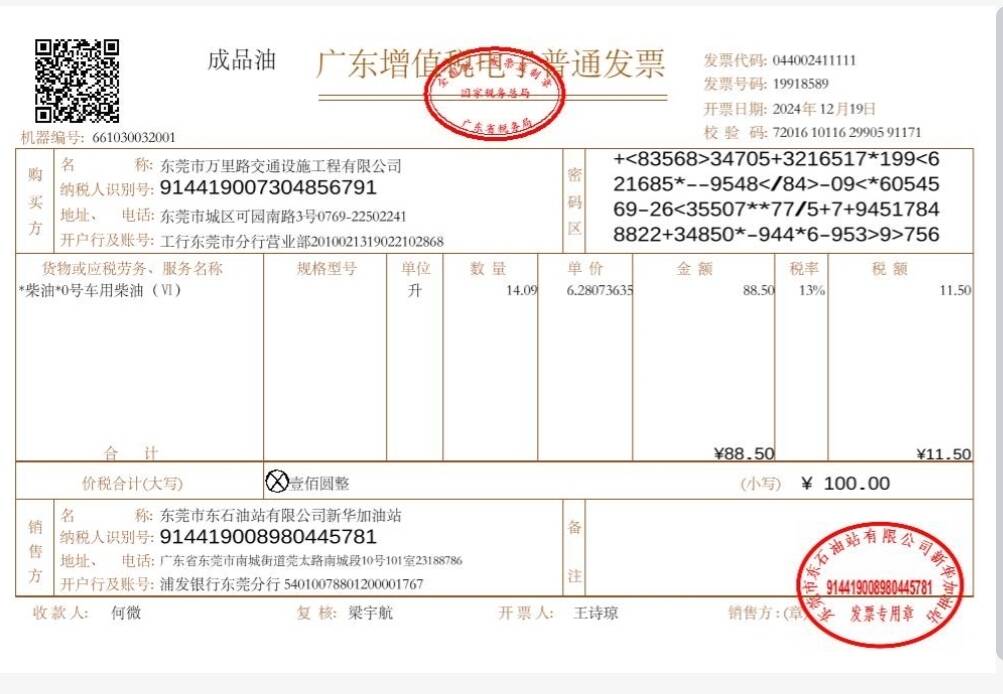 成品油
广东增值税电子普通发票
发票代码: 044002411111
发票号码: 19918589
开票日期: 2024年12月19日
校 验 码: 72016 10116 29905 91171
机器编号: 661030032001
全国统一发票监制章
国家税务总局
广东省税务局
购买方
名 称: 东莞市万里路交通设施工程有限公司
纳税人识别号: 914419007304856791
地址、 电话: 东莞市城区可园南路3号0769-22502241
开户行及账号: 工行东莞市分行营业部2010021319022102868
密码区
+<83568>34705+3216517*199<6
21685*--9548</84>-09<*60545
69-26<35507**77/5+7+9451784
8822+34850*-944*6-953>9>756
货物或应税劳务、服务名称 规格型号 单位 数 量 单 价 金 额 税率 税 额
*柴油*0号车用柴油（Ⅵ） 升 14.09 6.28073635 88.50 13% 11.50
合 计 ¥88.50 ¥11.50
价税合计(大写) ⊗壹佰圆整 (小写) ¥ 100.00
销售方
名 称: 东莞市东石油站有限公司新华加油站
纳税人识别号: 914419008980445781
地址、 电话: 广东省东莞市南城街道莞太路南城段10号101室23188786
开户行及账号: 浦发银行东莞分行 54010078801200001767
备注
收 款 人: 何微 复 核: 梁宇航 开 票 人: 王诗琼 销售方:(章)
东莞市东石油站有限公司新华加油站
914419008980445781
发票专用章